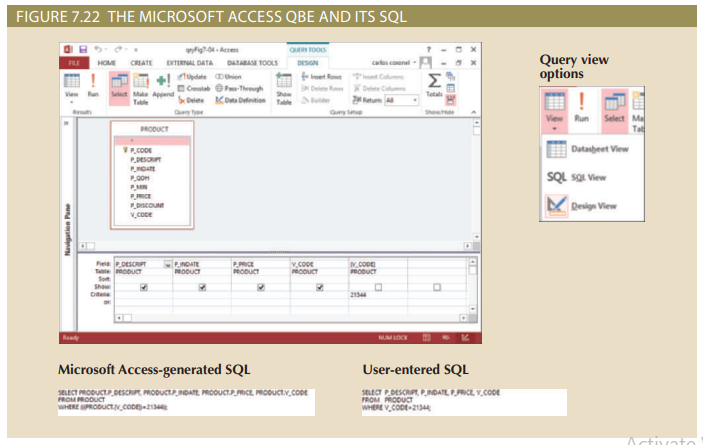 FIGURE 7.22 THE MICROSOFT ACCESS QBE AND ITS SQL
qryFig7-04 - Access
QUERY TOOLS
FILE HOME CREATE EXTERNAL DATA DATABASE TOOLS DESIGN carlos coronel
View Run Select Make Table Append
Update
Crosstab
Delete
Union
Pass-Through
Data Definition
Show Table
Insert Rows
Delete Rows
Builder
Insert Columns
Delete Columns
Return: All
Totals
Results Query Type Query Setup Show/Hide
Navigation Pane
PRODUCT
*
P_CODE
P_DESCRIPT
P_INDATE
P_QOH
P_MIN
P_PRICE
P_DISCOUNT
V_CODE
Field: P_DESCRIPT P_INDATE P_PRICE V_CODE [V_CODE]
Table: PRODUCT PRODUCT PRODUCT PRODUCT PRODUCT
Sort:
Show:
Criteria: 21344
or:
Ready NUM LOCK SQL
Query view
options
View Run Select Ma
Tab
Datasheet View
SQL SQL View
Design View
Microsoft Access-generated SQL
SELECT PRODUCT.P_DESCRIPT, PRODUCT.P_INDATE, PRODUCT.P_PRICE, PRODUCT.V_CODE
FROM PRODUCT
WHERE (((PRODUCT.[V_CODE])=21344));
User-entered SQL
SELECT P_DESCRIPT, P_INDATE, P_PRICE, V_CODE
FROM PRODUCT
WHERE V_CODE=21344;